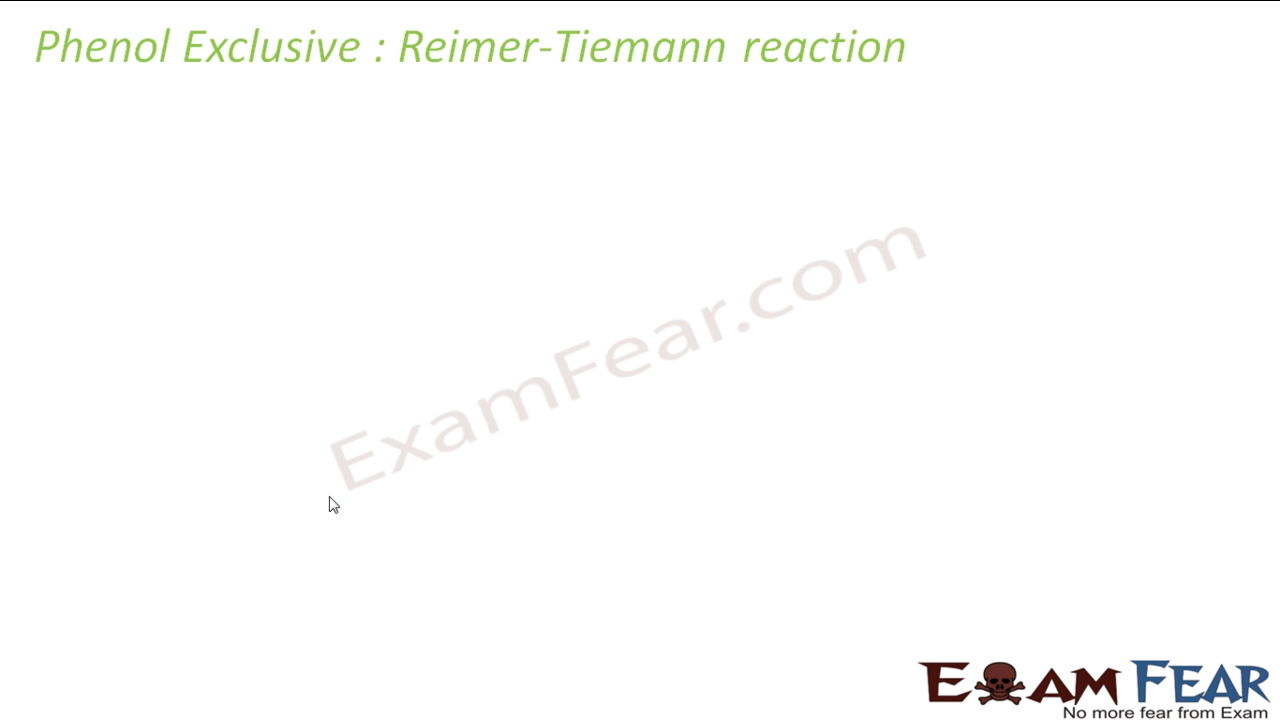 Phenol Exclusive : Reimer-Tiemann reaction
ExamFear.com
EXAM FEAR
No more fear from Exam